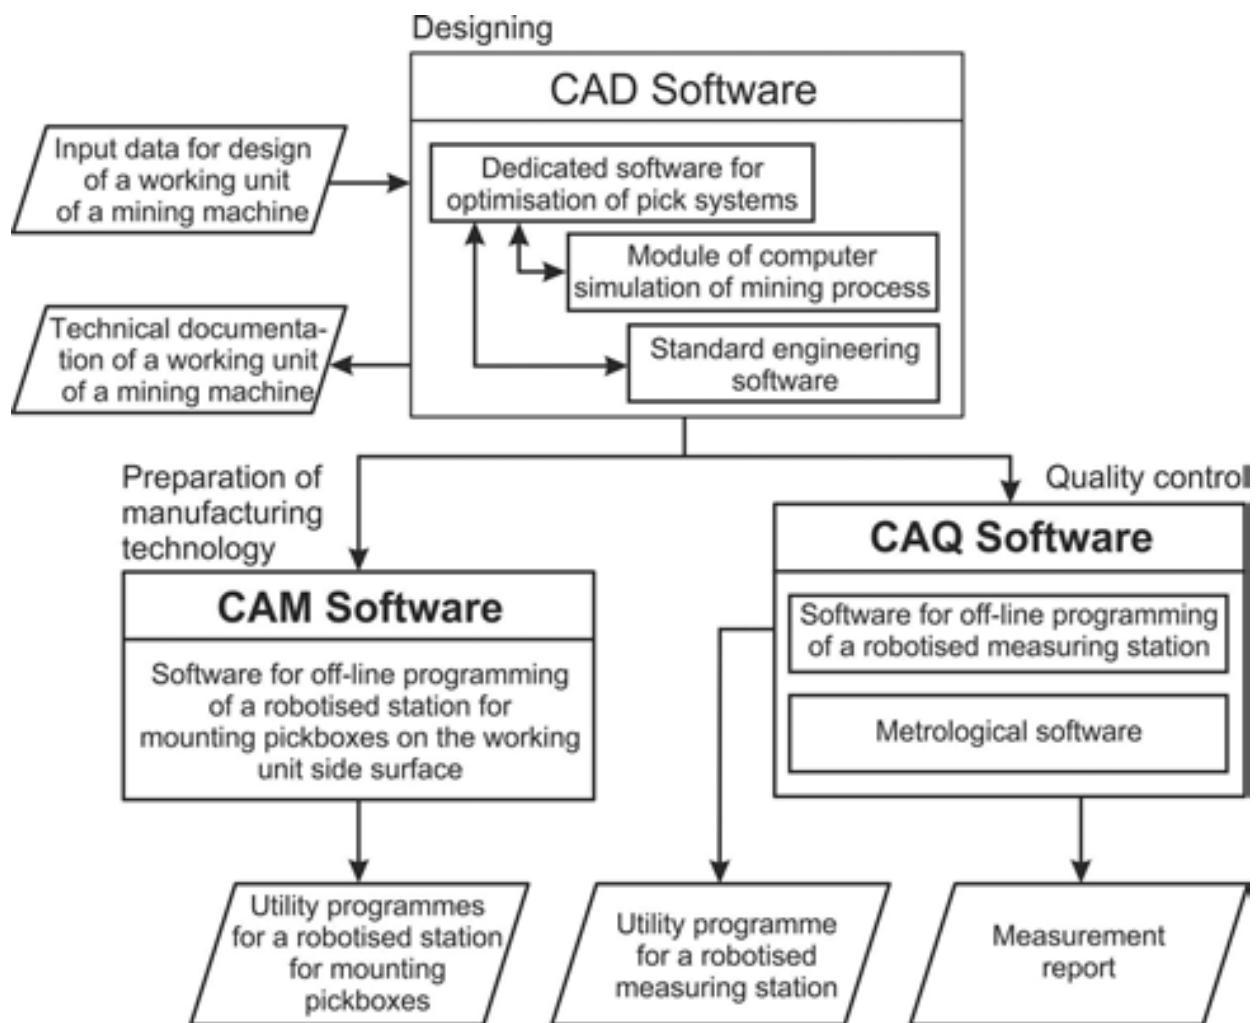 Designing
CAD Software
Input data for design
of a working unit
of a mining machine
Dedicated software for
optimisation of pick systems
Module of computer
simulation of mining process
Technical documenta-
tion of a working unit
of a mining machine
Standard engineering
software
Preparation of
manufacturing
technology
Quality control
CAM Software
Software for off-line programming
of a robotised station for
mounting pickboxes on the working
unit side surface
CAQ Software
Software for off-line programming
of a robotised measuring station
Metrological software
Utility programmes
for a robotised station
for mounting
pickboxes
Utility programme
for a robotised
measuring station
Measurement
report